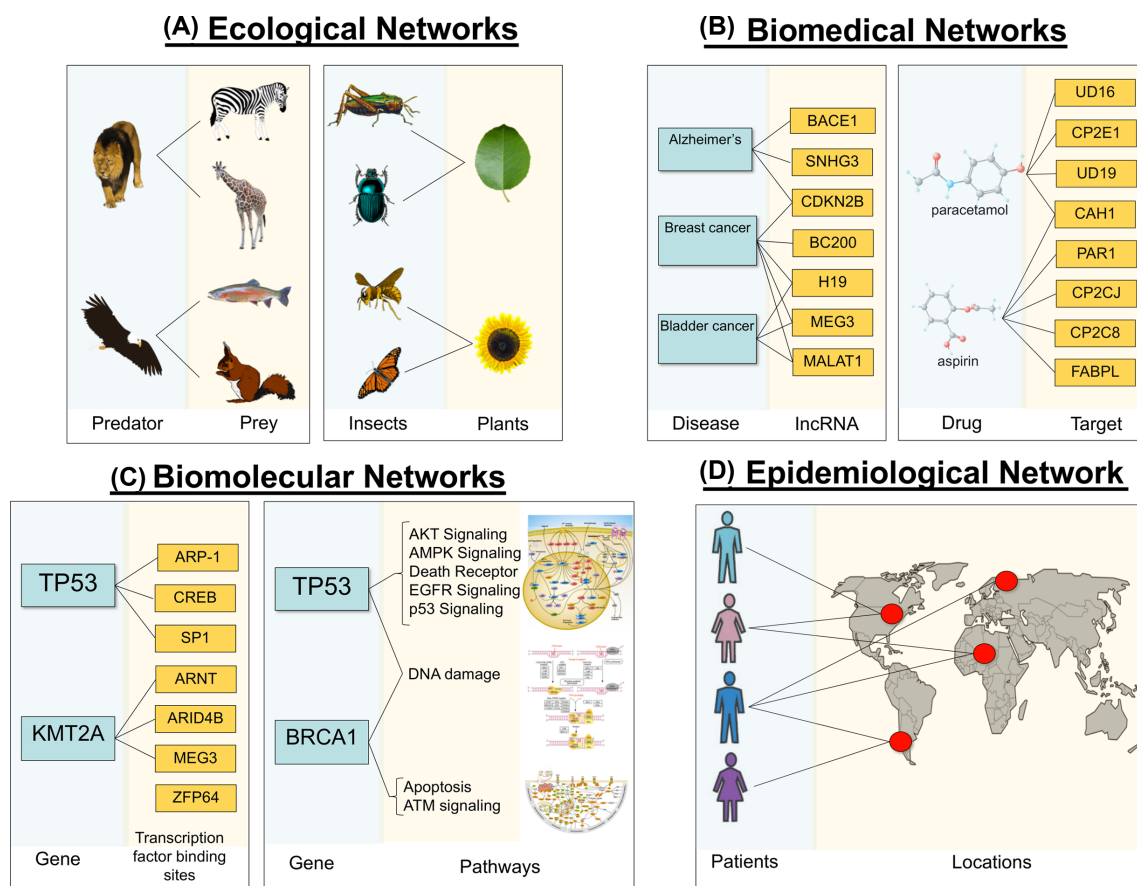 (A) Ecological Networks
Predator
Prey
Insects
Plants
(B) Biomedical Networks
Alzheimer's
Breast cancer
Bladder cancer
BACE1
SNHG3
CDKN2B
BC200
H19
MEG3
MALAT1
Disease
lncRNA
paracetamol
aspirin
UD16
CP2E1
UD19
CAH1
PAR1
CP2CJ
CP2C8
FABPL
Drug
Target
(C) Biomolecular Networks
TP53
KMT2A
ARP-1
CREB
SP1
ARNT
ARID4B
MEG3
ZFP64
Gene
Transcription
factor binding
sites
TP53
BRCA1
AKT Signaling
AMPK Signaling
Death Receptor
EGFR Signaling
p53 Signaling
DNA damage
Apoptosis
ATM signaling
Gene
Pathways
(D) Epidemiological Network
Patients
Locations